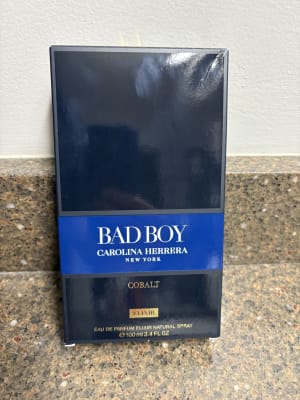 BAD BOY
CAROLINA HERRERA
NEW YORK
COBALT
ELIXIR
EAU DE PARFUM ELIXIR NATURAL SPRAY
℮100 ml 3.4 FL OZ